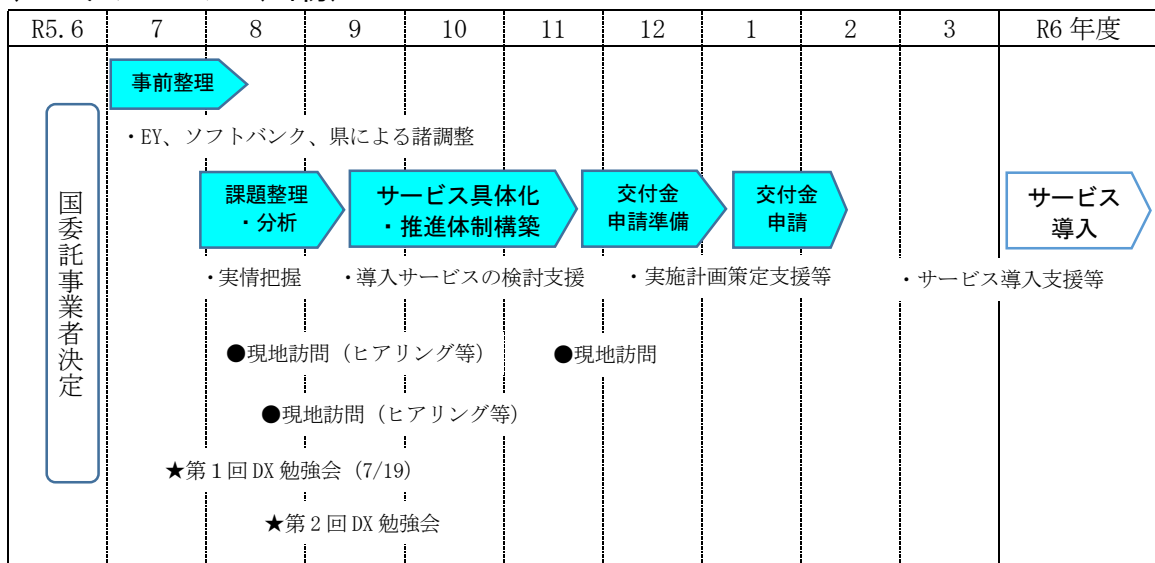 R5.6 7 8 9 10 11 12 1 2 3 R6 年度
事前整理
・EY、ソフトバンク、県による諸調整
国委託事業者決定
課題整理
・分析
サービス具体化
・推進体制構築
交付金
申請準備
交付金
申請
サービス
導入
・実情把握
・導入サービスの検討支援
・実施計画策定支援等
・サービス導入支援等
●現地訪問（ヒアリング等）
●現地訪問
●現地訪問（ヒアリング等）
★第１回 DX 勉強会（7/19）
★第２回 DX 勉強会